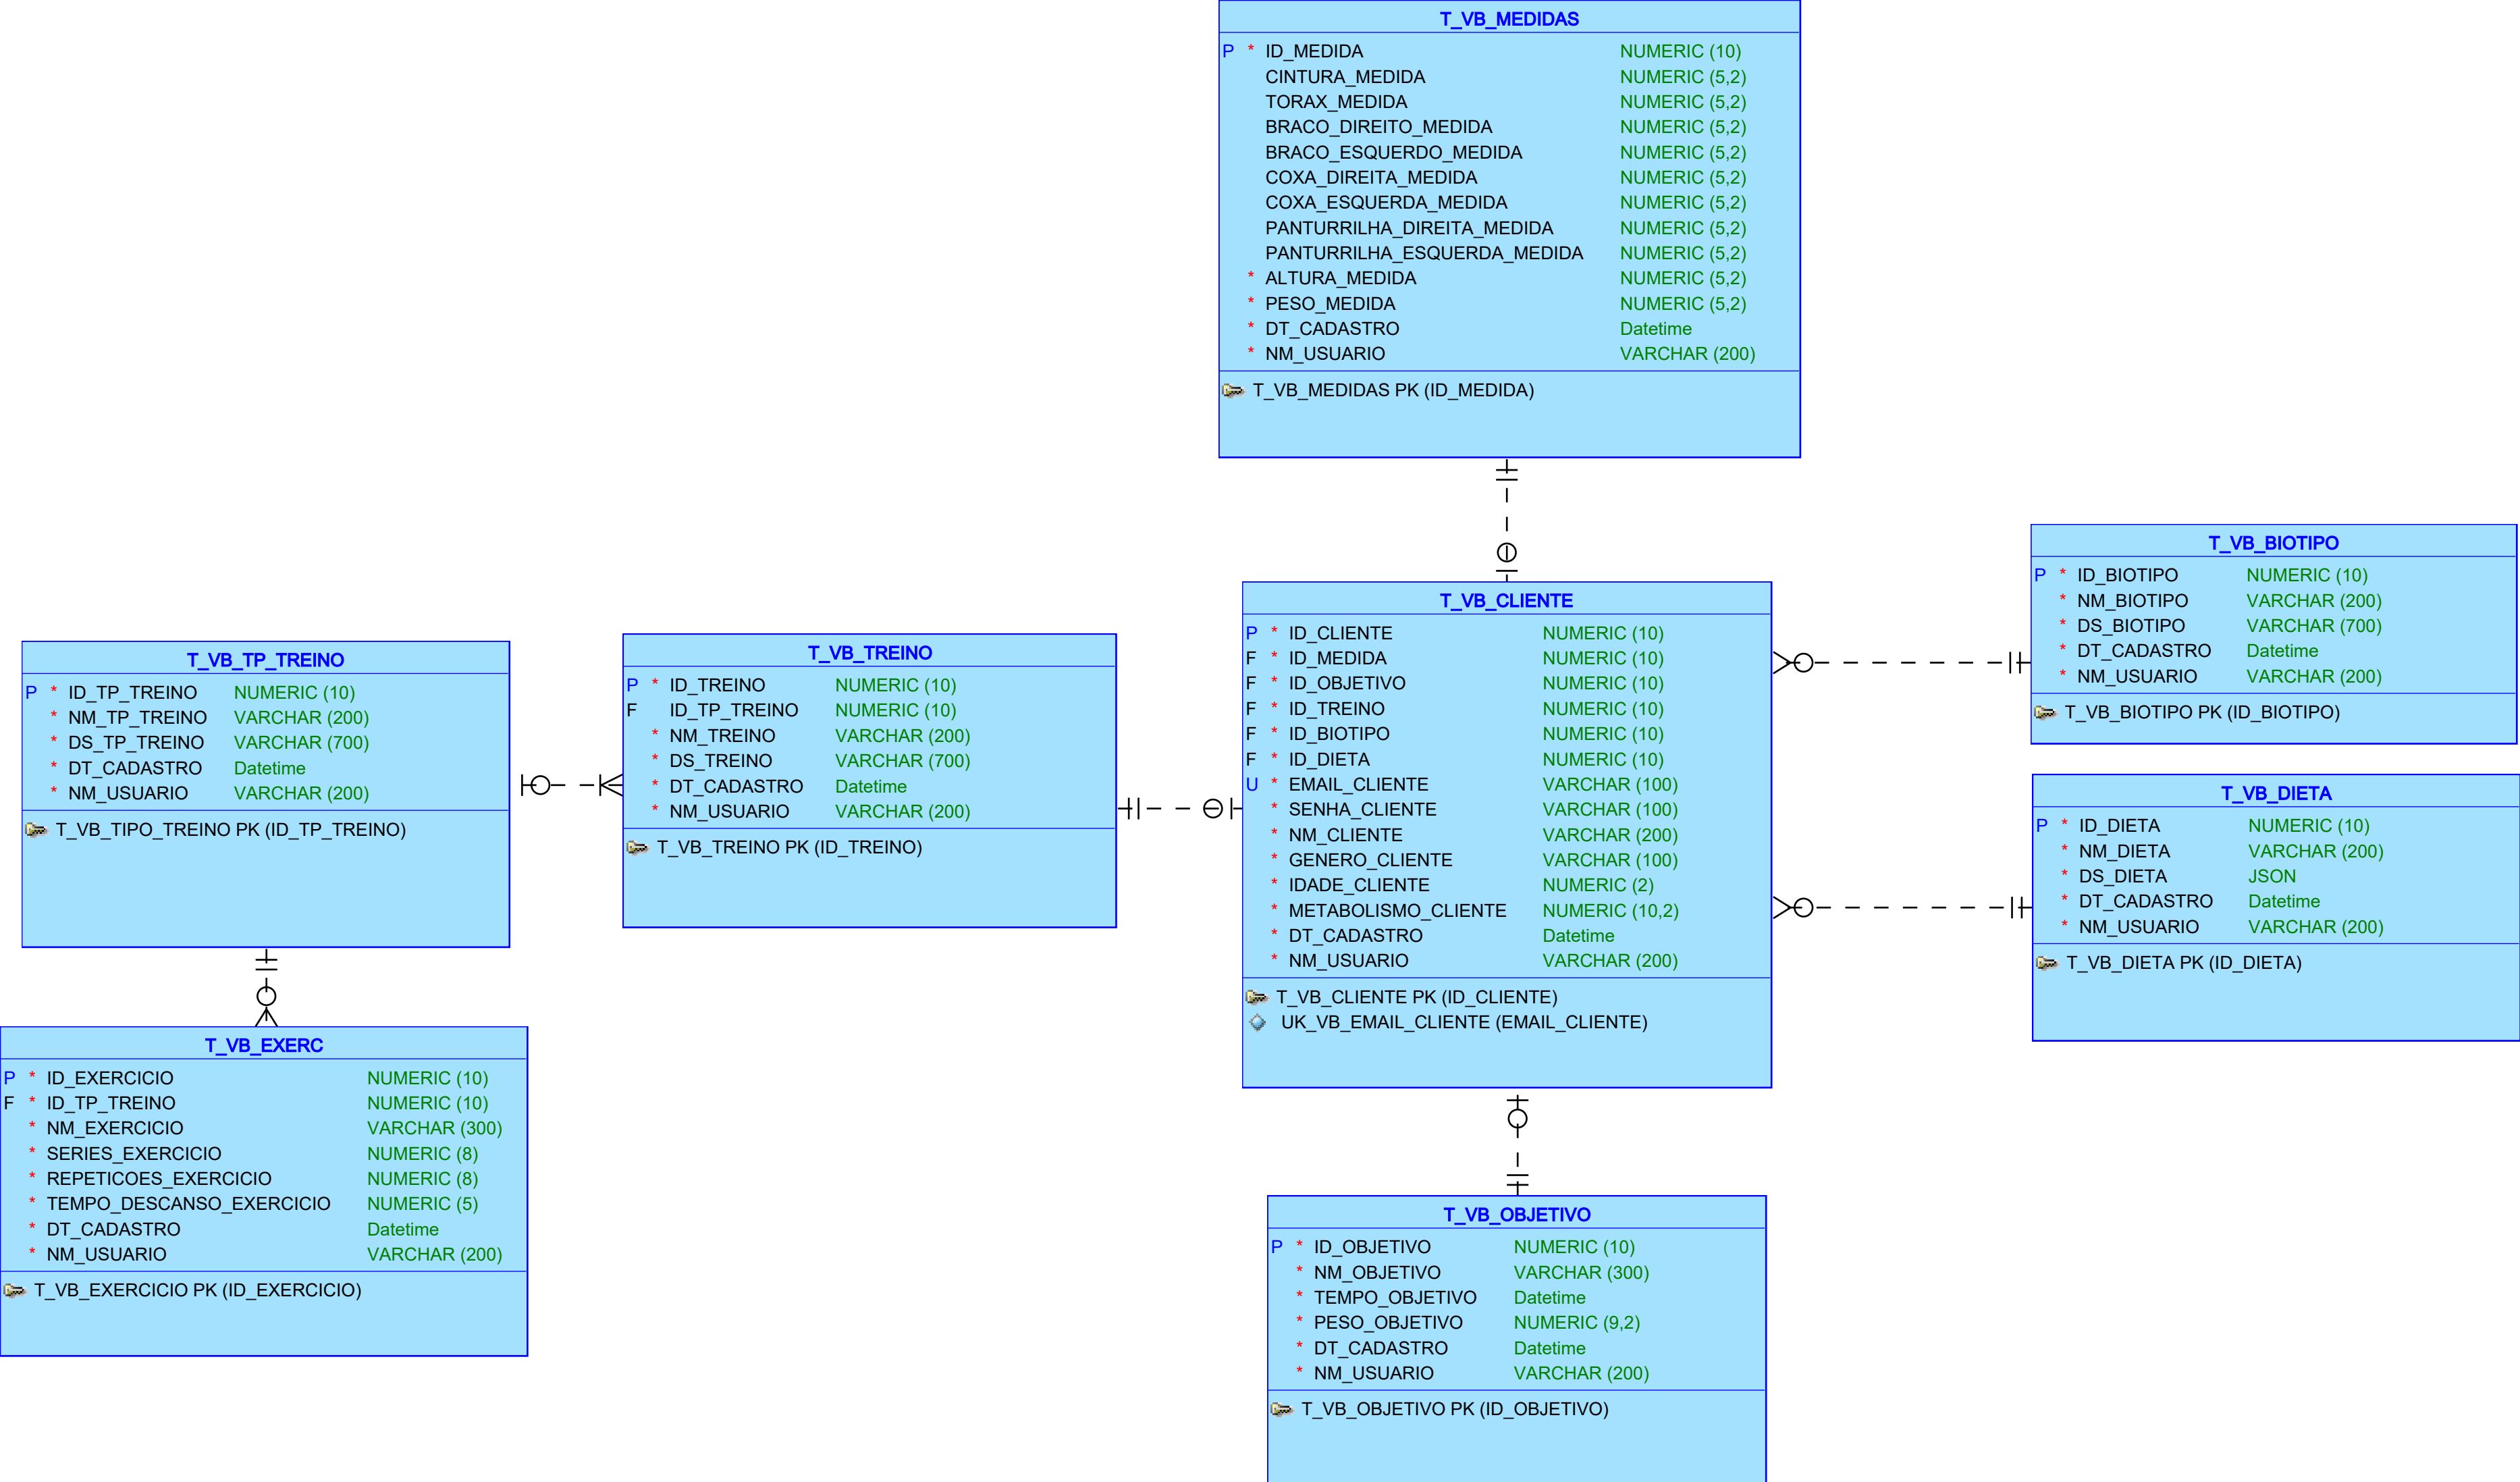 T_VB_MEDIDAS
P * ID_MEDIDA NUMERIC (10)
CINTURA_MEDIDA NUMERIC (5,2)
TORAX_MEDIDA NUMERIC (5,2)
BRACO_DIREITO_MEDIDA NUMERIC (5,2)
BRACO_ESQUERDO_MEDIDA NUMERIC (5,2)
COXA_DIREITA_MEDIDA NUMERIC (5,2)
COXA_ESQUERDA_MEDIDA NUMERIC (5,2)
PANTURRILHA_DIREITA_MEDIDA NUMERIC (5,2)
PANTURRILHA_ESQUERDA_MEDIDA NUMERIC (5,2)
* ALTURA_MEDIDA NUMERIC (5,2)
* PESO_MEDIDA NUMERIC (5,2)
* DT_CADASTRO Datetime
* NM_USUARIO VARCHAR (200)
T_VB_MEDIDAS PK (ID_MEDIDA)
T_VB_TP_TREINO
P * ID_TP_TREINO NUMERIC (10)
* NM_TP_TREINO VARCHAR (200)
* DS_TP_TREINO VARCHAR (700)
* DT_CADASTRO Datetime
* NM_USUARIO VARCHAR (200)
T_VB_TIPO_TREINO PK (ID_TP_TREINO)
T_VB_TREINO
P * ID_TREINO NUMERIC (10)
F ID_TP_TREINO NUMERIC (10)
* NM_TREINO VARCHAR (200)
* DS_TREINO VARCHAR (700)
* DT_CADASTRO Datetime
* NM_USUARIO VARCHAR (200)
T_VB_TREINO PK (ID_TREINO)
T_VB_CLIENTE
P * ID_CLIENTE NUMERIC (10)
F * ID_MEDIDA NUMERIC (10)
F * ID_OBJETIVO NUMERIC (10)
F * ID_TREINO NUMERIC (10)
F * ID_BIOTIPO NUMERIC (10)
F * ID_DIETA NUMERIC (10)
U * EMAIL_CLIENTE VARCHAR (100)
* SENHA_CLIENTE VARCHAR (100)
* NM_CLIENTE VARCHAR (200)
* GENERO_CLIENTE VARCHAR (100)
* IDADE_CLIENTE NUMERIC (2)
* METABOLISMO_CLIENTE NUMERIC (10,2)
* DT_CADASTRO Datetime
* NM_USUARIO VARCHAR (200)
T_VB_CLIENTE PK (ID_CLIENTE)
UK_VB_EMAIL_CLIENTE (EMAIL_CLIENTE)
T_VB_BIOTIPO
P * ID_BIOTIPO NUMERIC (10)
* NM_BIOTIPO VARCHAR (200)
* DS_BIOTIPO VARCHAR (700)
* DT_CADASTRO Datetime
* NM_USUARIO VARCHAR (200)
T_VB_BIOTIPO PK (ID_BIOTIPO)
T_VB_DIETA
P * ID_DIETA NUMERIC (10)
* NM_DIETA VARCHAR (200)
* DS_DIETA JSON
* DT_CADASTRO Datetime
* NM_USUARIO VARCHAR (200)
T_VB_DIETA PK (ID_DIETA)
T_VB_EXERC
P * ID_EXERCICIO NUMERIC (10)
F * ID_TP_TREINO NUMERIC (10)
* NM_EXERCICIO VARCHAR (300)
* SERIES_EXERCICIO NUMERIC (8)
* REPETICOES_EXERCICIO NUMERIC (8)
* TEMPO_DESCANSO_EXERCICIO NUMERIC (5)
* DT_CADASTRO Datetime
* NM_USUARIO VARCHAR (200)
T_VB_EXERCICIO PK (ID_EXERCICIO)
T_VB_OBJETIVO
P * ID_OBJETIVO NUMERIC (10)
* NM_OBJETIVO VARCHAR (300)
* TEMPO_OBJETIVO Datetime
* PESO_OBJETIVO NUMERIC (9,2)
* DT_CADASTRO Datetime
* NM_USUARIO VARCHAR (200)
T_VB_OBJETIVO PK (ID_OBJETIVO)